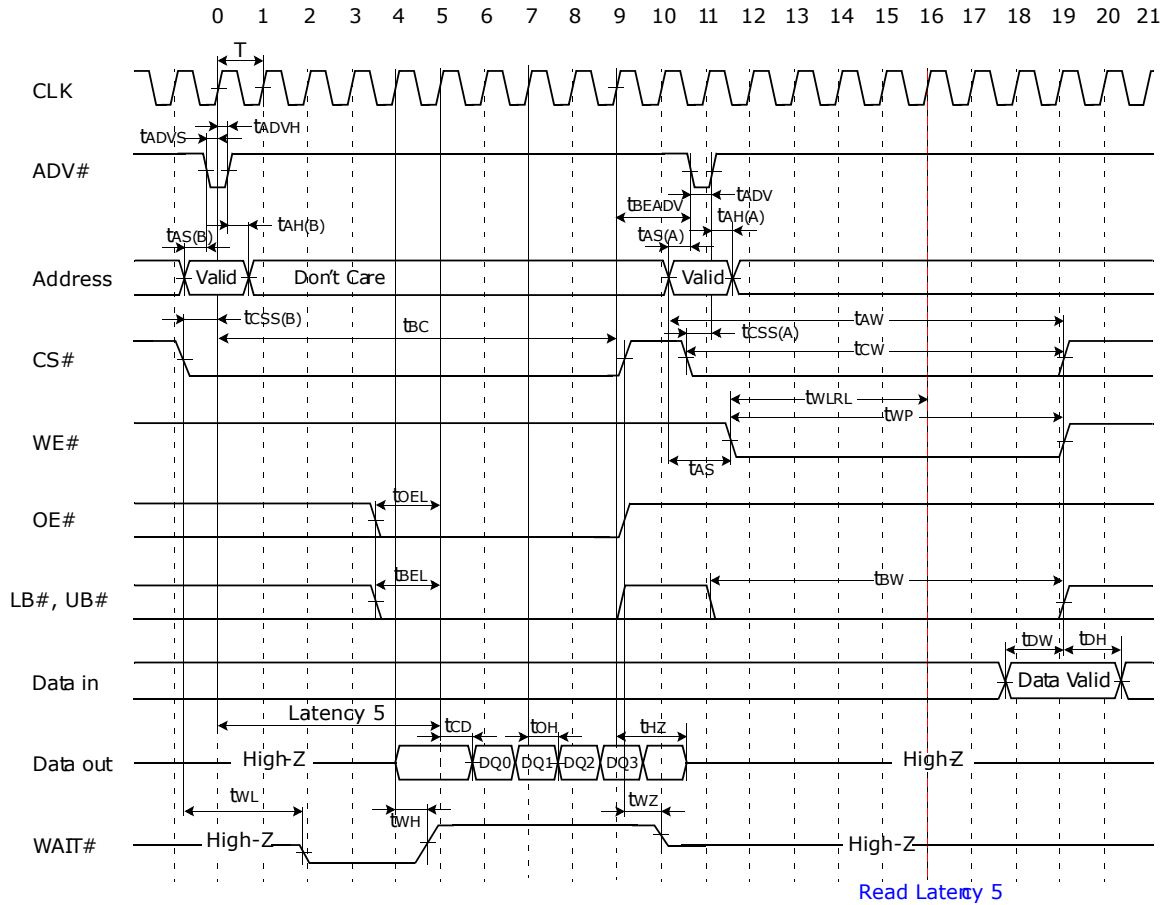 0 1 2 3 4 5 6 7 8 9 10 11 12 13 14 15 16 17 18 19 20 21
T
CLK
tADVS tADVH
ADV#
tADV
tBEADV
tAH(B) tAH(A)
tAS(B) tAS(A)
Address Valid Don't Care Valid
tCSS(B) tBC tCSS(A) tAW
CS# tCW
tWLRL
tWP
WE#
tAS
tOEL
OE#
tBEL tBW
LB#, UB#
tDW tDH
Data in Data Valid
Latency 5
tCD tOH tHZ
Data out High-Z DQ0 DQ1 DQ2 DQ3 High-Z
tWL tWH tWZ
WAIT# High-Z High-Z
Read Latency 5